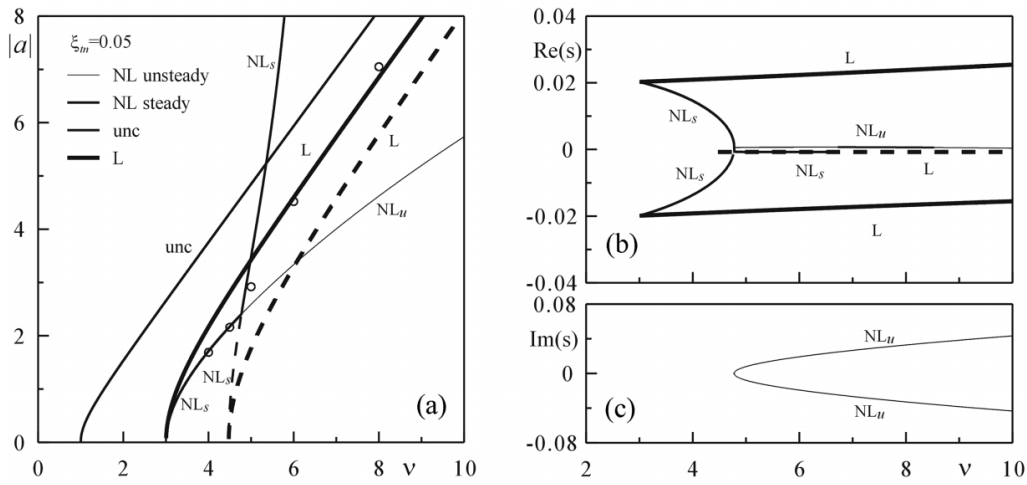 8
|a|
6
4
2
0
ξtn=0.05
NL unsteady
NL steady
unc
L
NLs
L
L
NLu
unc
NLs
NLs
(a)
0 2 4 6 8 ν 10
0.04
Re(s)
0.02
0
-0.02
-0.04
L
NLs
NLu
NLs
NLs
L
L
(b)
0.08
Im(s)
0
-0.08
NLu
NLu
(c)
2 4 6 8 ν 10